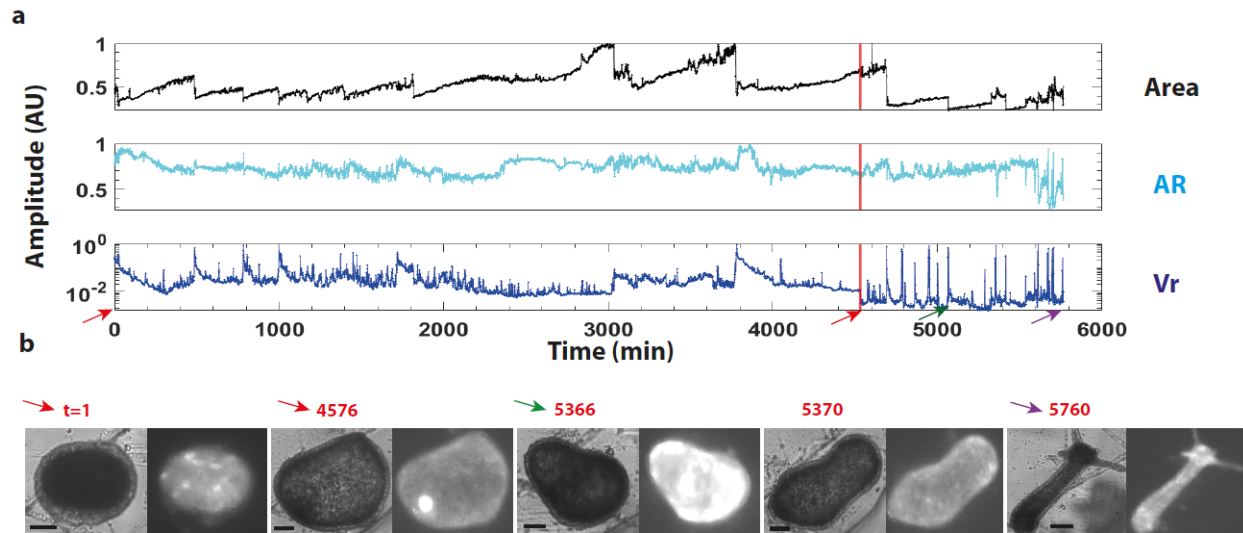 a
Amplitude (AU)
1
0.5
Area
1
0.5
AR
10^0
10^-2
Vr
0 1000 2000 3000 4000 5000 6000
Time (min)
b
t=1 4576 5366 5370 5760